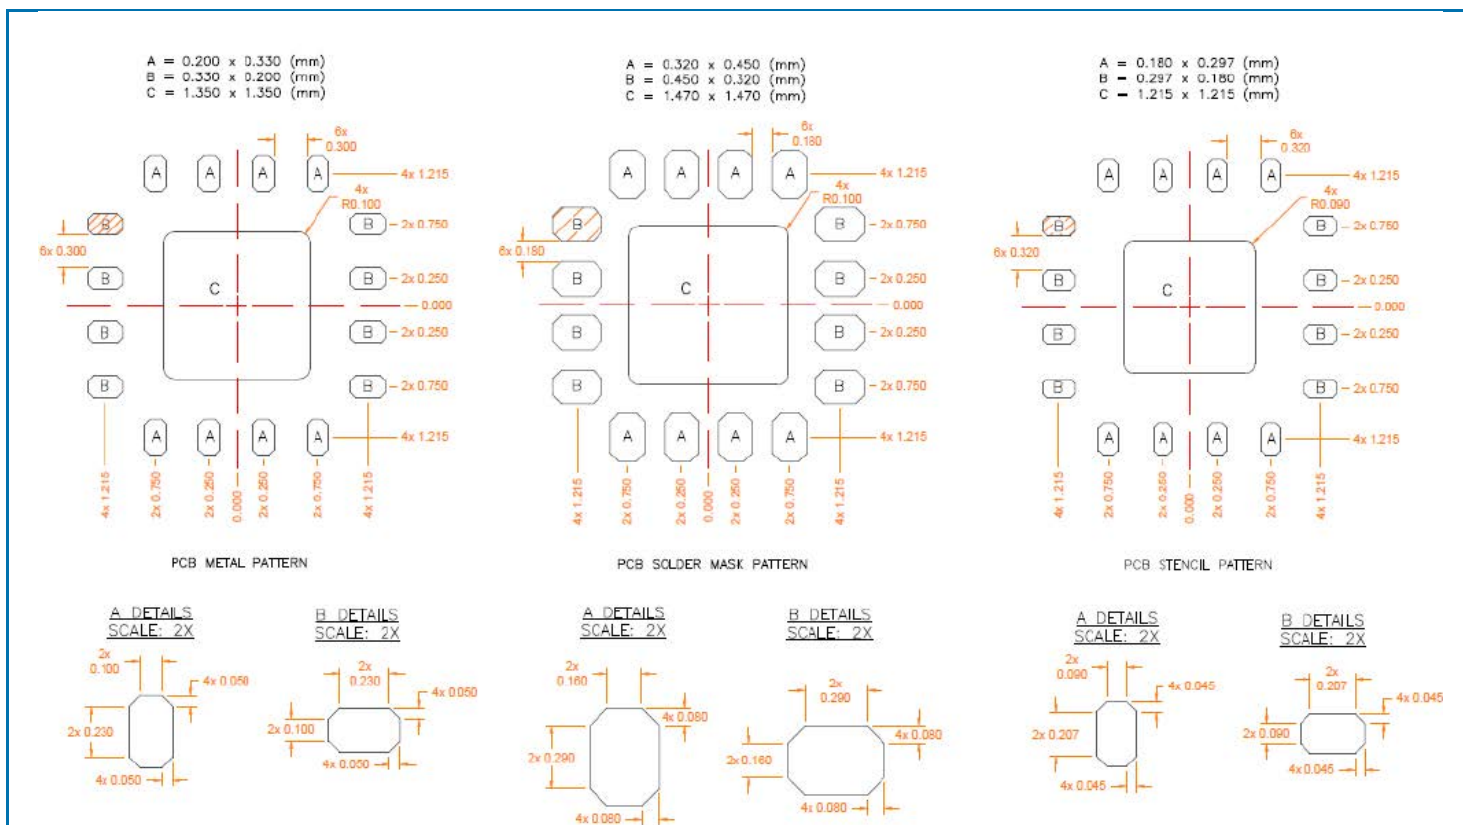 A = 0.200 x 0.330 (mm)
B = 0.330 x 0.200 (mm)
C = 1.350 x 1.350 (mm)
6x
0.300
A
A
A
A
4x 1.215
4x
R0.100
B
B
2x 0.750
6x 0.300
B
C
B
2x 0.250
0.000
B
B
2x 0.250
B
B
2x 0.750
A
A
A
A
4x 1.215
4x 1.215
2x 0.750
2x 0.250
0.000
2x 0.250
2x 0.750
4x 1.215
PCB METAL PATTERN
A DETAILS
SCALE: 2X
2x
0.100
4x 0.050
2x 0.230
4x 0.050
B DETAILS
SCALE: 2X
2x
0.230
4x 0.050
2x 0.100
4x 0.050
A = 0.320 x 0.450 (mm)
B = 0.450 x 0.320 (mm)
C = 1.470 x 1.470 (mm)
6x
0.180
A
A
A
A
4x 1.215
4x
R0.100
B
B
2x 0.750
6x 0.180
B
C
B
2x 0.250
0.000
B
B
2x 0.250
B
B
2x 0.750
A
A
A
A
4x 1.215
4x 1.215
2x 0.750
2x 0.250
0.000
2x 0.250
2x 0.750
4x 1.215
PCB SOLDER MASK PATTERN
A DETAILS
SCALE: 2X
2x
0.160
4x 0.080
2x 0.290
4x 0.080
B DETAILS
SCALE: 2X
2x
0.290
4x 0.080
2x 0.160
4x 0.080
A = 0.180 x 0.297 (mm)
B – 0.297 x 0.180 (mm)
C – 1.215 x 1.215 (mm)
6x
0.320
A
A
A
A
4x 1.215
4x
R0.090
B
B
2x 0.750
6x 0.320
B
C
B
2x 0.250
0.000
B
B
2x 0.250
B
B
2x 0.750
A
A
A
A
4x 1.215
4x 1.215
2x 0.750
2x 0.250
0.000
2x 0.250
2x 0.750
4x 1.215
PCB STENCIL PATTERN
A DETAILS
SCALE: 2X
2x
0.090
4x 0.045
2x
0.207
4x 0.045
B DETAILS
SCALE: 2X
2x
0.207
4x 0.045
2x 0.090
4x 0.045